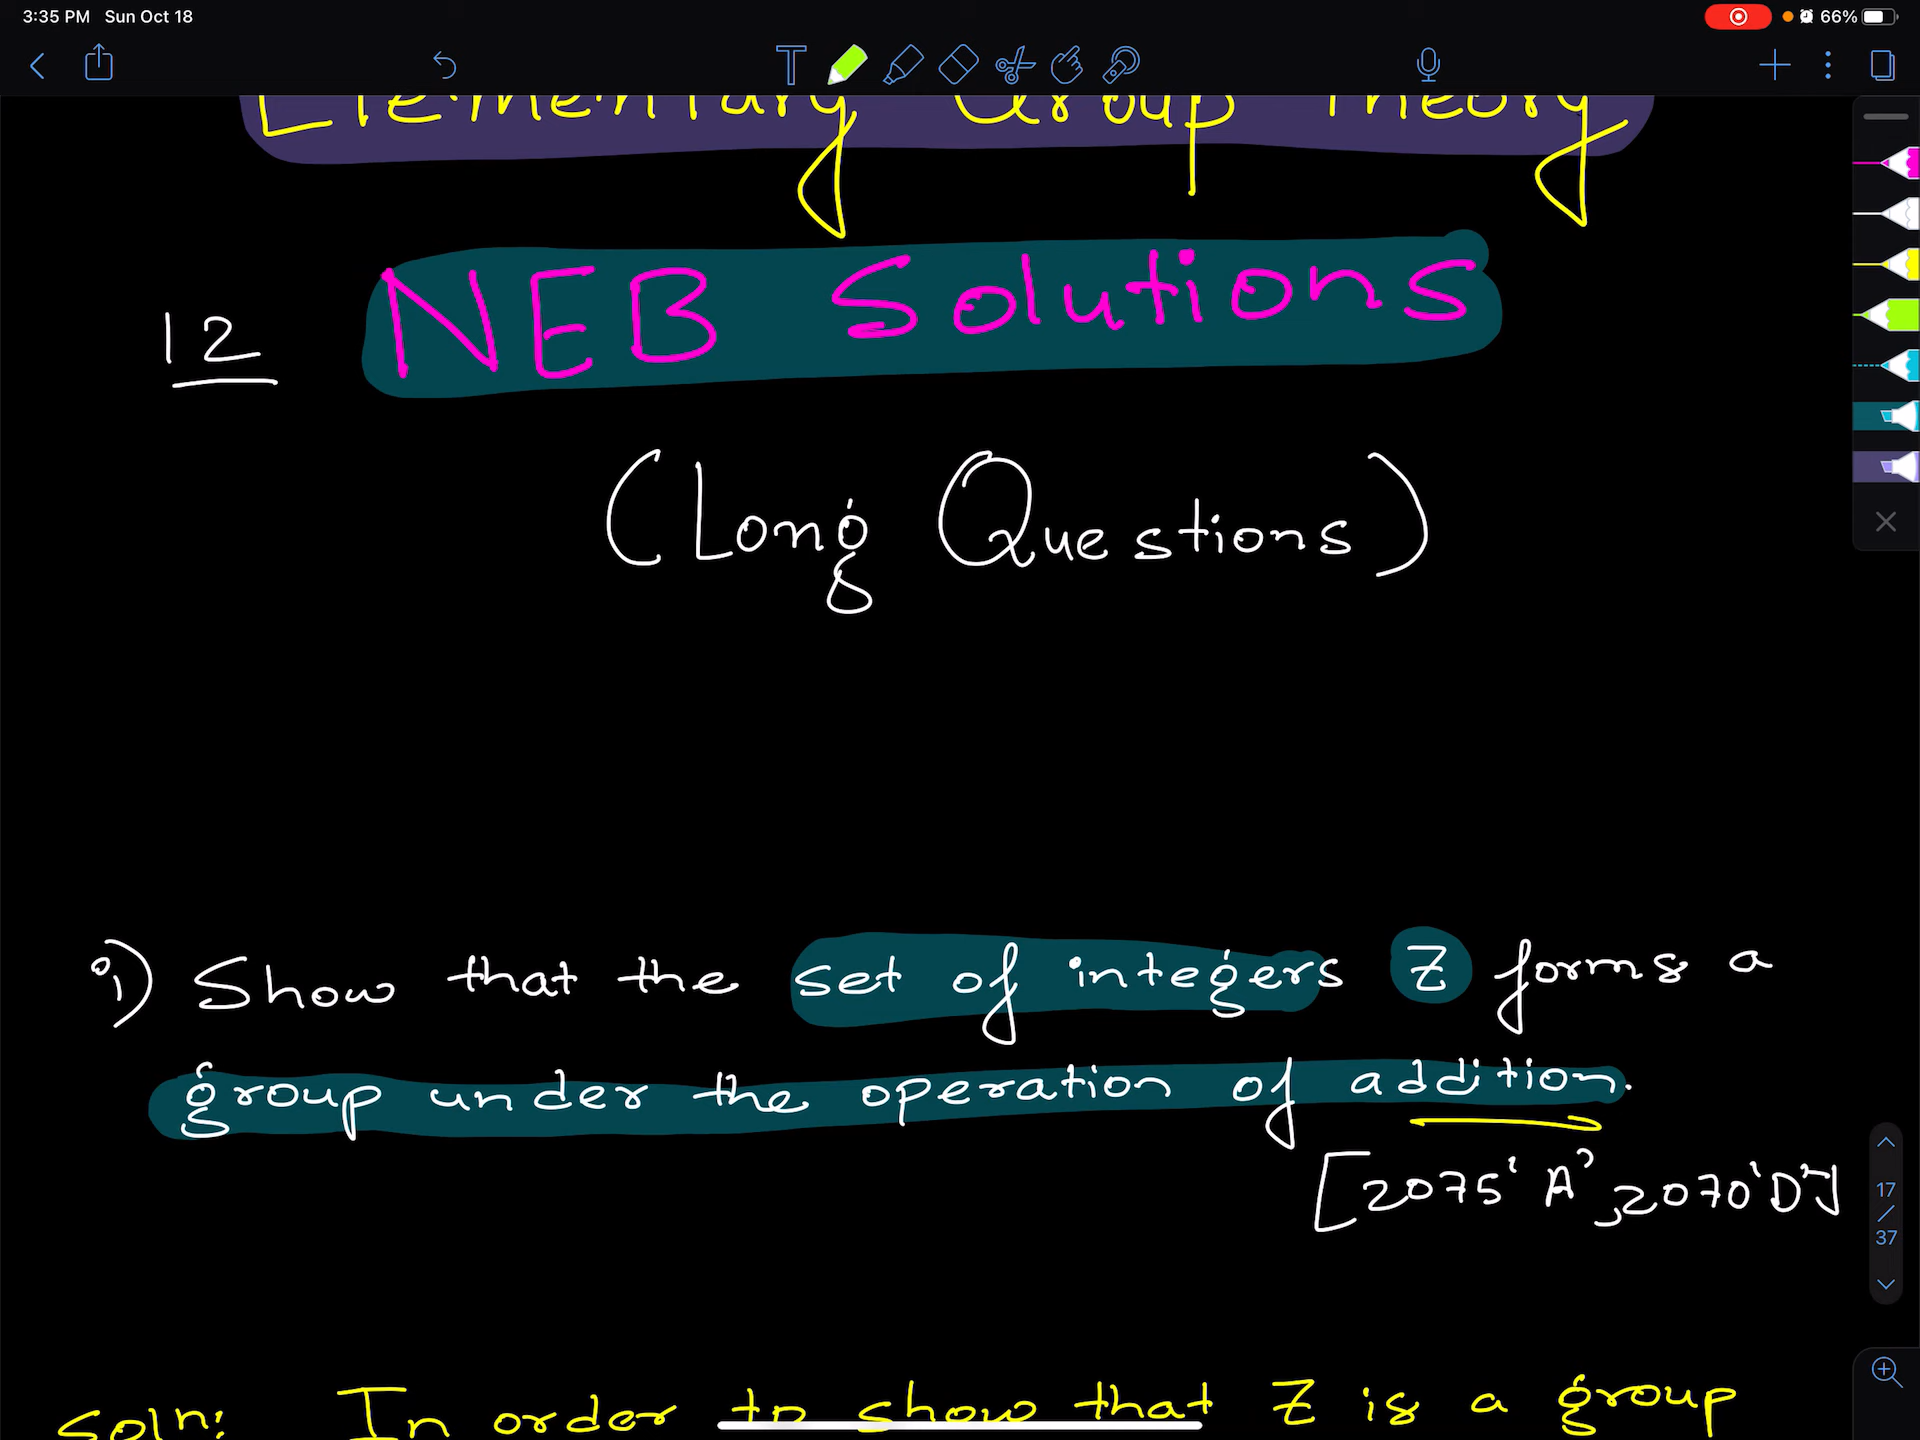 3:35 PM Sun Oct 18
66%
Elementary Group Theory
12
NEB Solutions
(Long Questions)
i) Show that the set of integers Z forms a
group under the operation of addition.
[2075 'A', 2070 'D']
17
/
37
Soln: In order to show that Z is a group